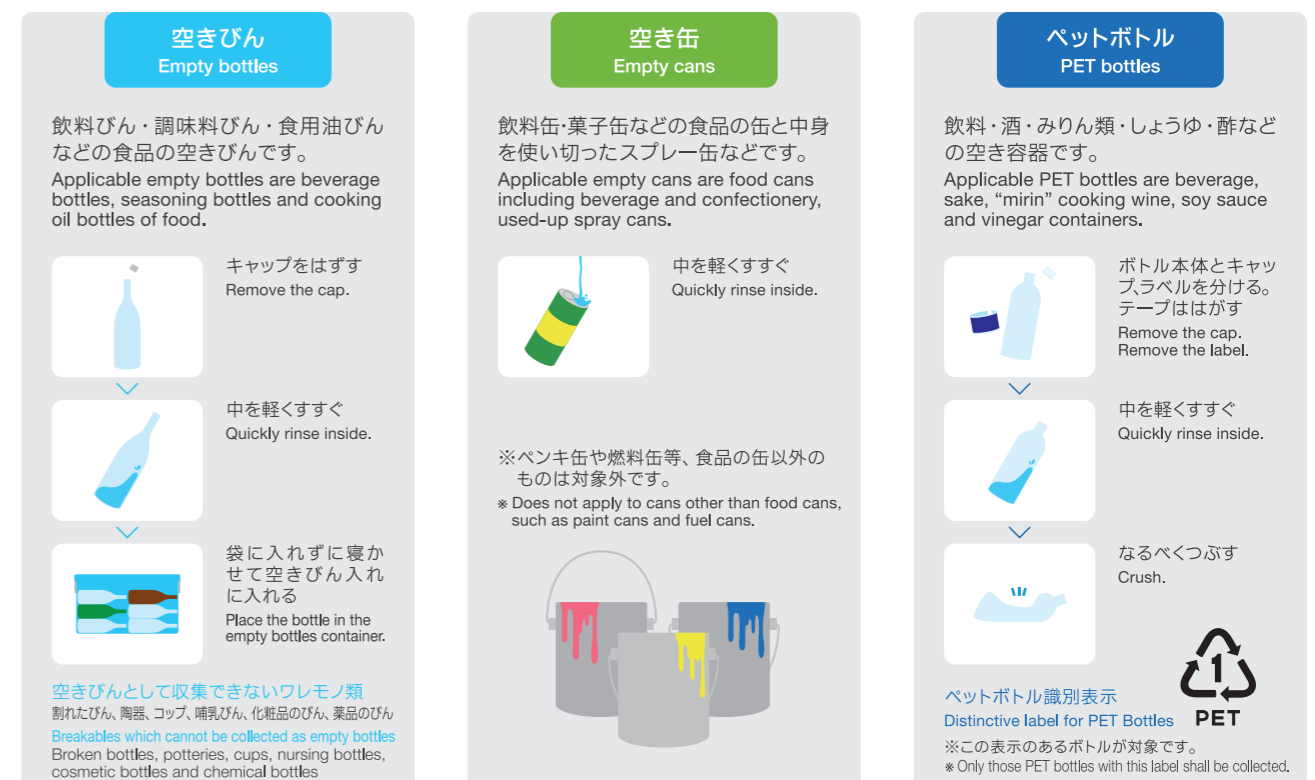 空きびん
Empty bottles
飲料びん・調味料びん・食用油びん
などの食品の空きびんです。
Applicable empty bottles are beverage
bottles, seasoning bottles and cooking
oil bottles of food.
キャップをはずす
Remove the cap.
中を軽くすすぐ
Quickly rinse inside.
袋に入れずに寝か
せて空きびん入れ
に入れる
Place the bottle in the
empty bottles container.
空きびんとして収集できないワレモノ類
割れたびん、陶器、コップ、哺乳びん、化粧品のびん、薬品のびん
Breakables which cannot be collected as empty bottles
Broken bottles, potteries, cups, nursing bottles,
cosmetic bottles and chemical bottles
空き缶
Empty cans
飲料缶・菓子缶などの食品の缶と中身
を使い切ったスプレー缶などです。
Applicable empty cans are food cans
including beverage and confectionery,
used-up spray cans.
中を軽くすすぐ
Quickly rinse inside.
※ペンキ缶や燃料缶等、食品の缶以外の
ものは対象外です。
※ Does not apply to cans other than food cans,
such as paint cans and fuel cans.
ペットボトル
PET bottles
飲料・酒・みりん類・しょうゆ・酢など
の空き容器です。
Applicable PET bottles are beverage,
sake, “mirin” cooking wine, soy sauce
and vinegar containers.
ボトル本体とキャッ
プ、ラベルを分ける。
テープははがす
Remove the cap.
Remove the label.
中を軽くすすぐ
Quickly rinse inside.
なるべくつぶす
Crush.
1
PET
ペットボトル識別表示
Distinctive label for PET Bottles
※この表示のあるボトルが対象です。
※ Only those PET bottles with this label shall be collected.